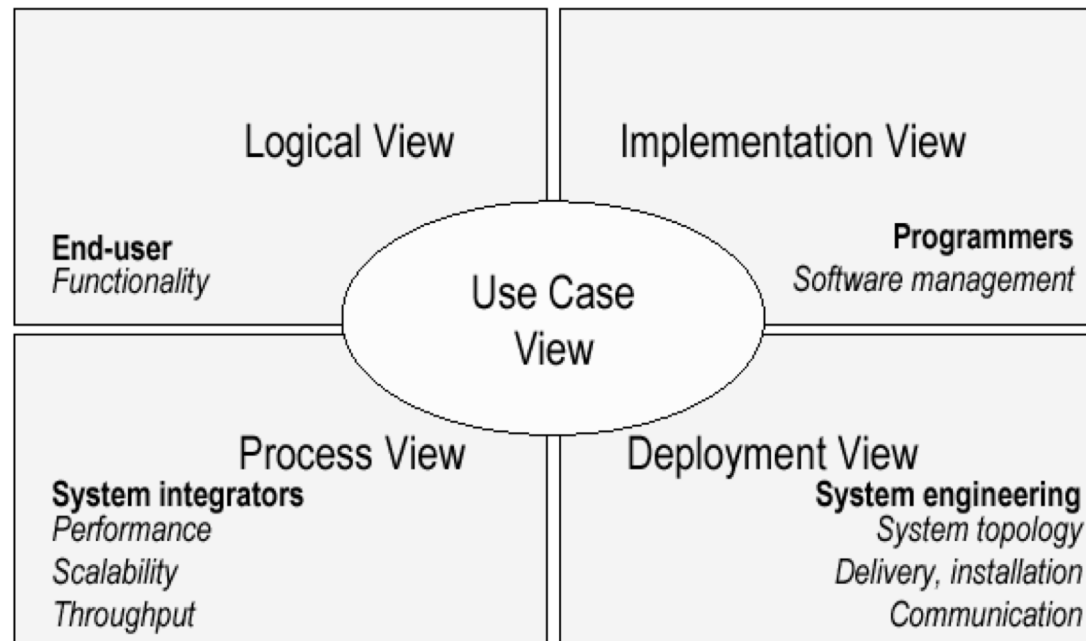 Logical View
End-user
Functionality
Implementation View
Programmers
Software management
Use Case
View
Process View
System integrators
Performance
Scalability
Throughput
Deployment View
System engineering
System topology
Delivery, installation
Communication